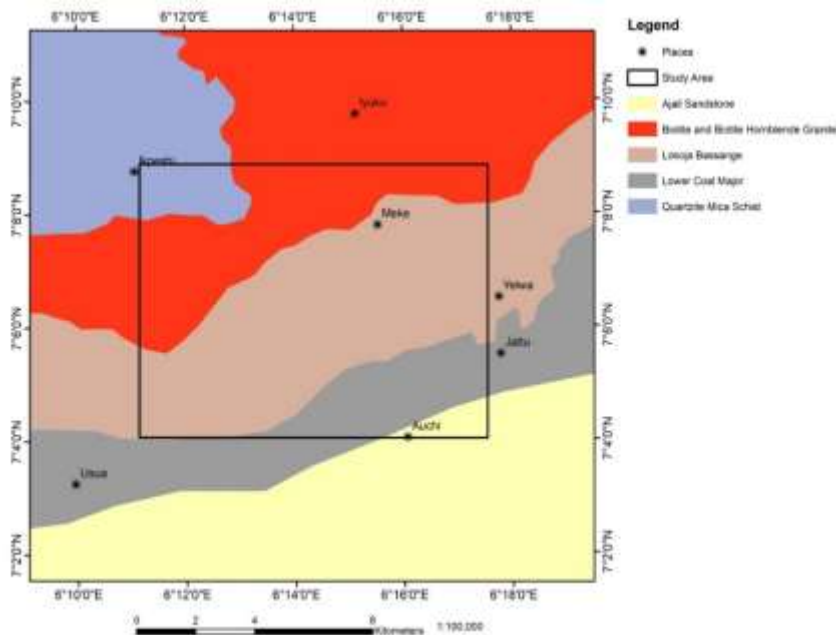 6°10'0"E 6°12'0"E 6°14'0"E 6°16'0"E 6°18'0"E
Legend
Places
Study Area
Ajali Sandstone
Biotite and Biotite Hornblende Granite
Lokoja Bassange
Lower Coal Major
Quartzite Mica Schist
7°10'0"N
7°10'0"N
7°8'0"N
7°8'0"N
Meke
Yelwa
7°6'0"N
7°6'0"N
Jattu
Auchi
7°4'0"N
7°4'0"N
7°2'0"N
7°2'0"N
6°10'0"E 6°12'0"E 6°14'0"E 6°16'0"E 6°18'0"E
0 2 4 8
Kilometers
1:100,000